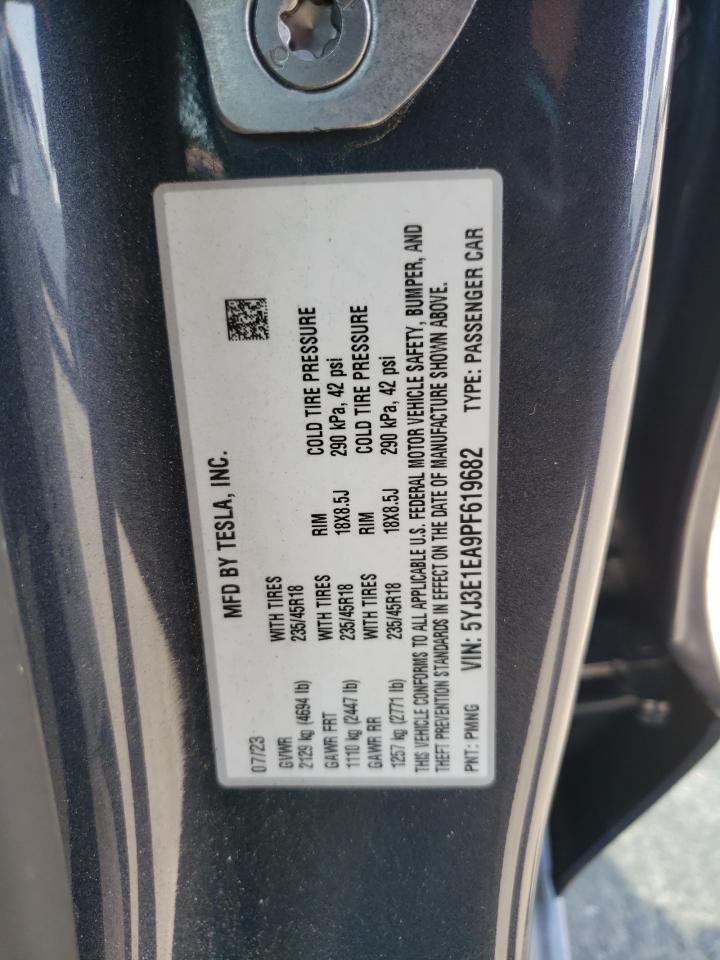 MFD BY TESLA, INC.
07/23
GVWR WITH TIRES
2129 kg (4694 lb) 235/45R18
GAWR FRT WITH TIRES RIM COLD TIRE PRESSURE
1110 kg (2447 lb) 235/45R18 18X8.5J 290 kPa, 42 psi
GAWR RR WITH TIRES RIM COLD TIRE PRESSURE
1257 kg (2771 lb) 235/45R18 18X8.5J 290 kPa, 42 psi
THIS VEHICLE CONFORMS TO ALL APPLICABLE U.S. FEDERAL MOTOR VEHICLE SAFETY, BUMPER, AND
THEFT PREVENTION STANDARDS IN EFFECT ON THE DATE OF MANUFACTURE SHOWN ABOVE.
PNT: PMNG VIN: 5YJ3E1EA9PF619682 TYPE: PASSENGER CAR